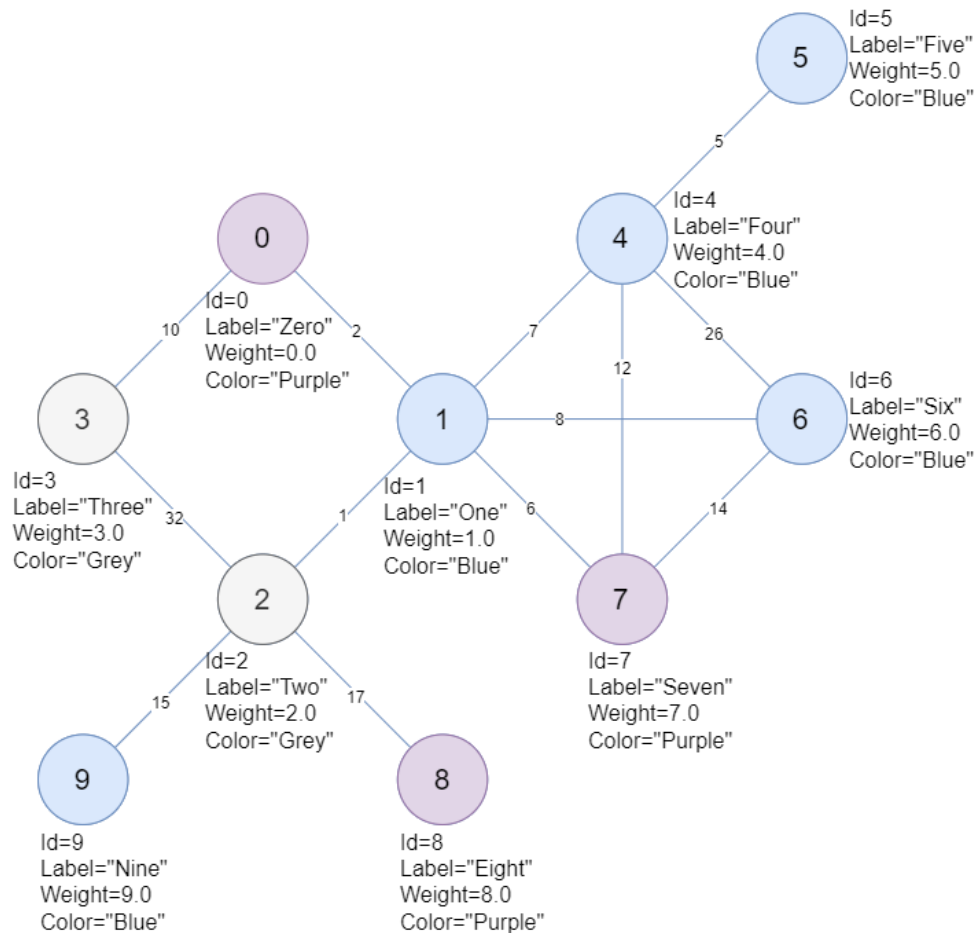 Id=5
Label="Five"
5
Weight=5.0
Color="Blue"
5
Id=4
Label="Four"
0
4
Weight=4.0
Color="Blue"
Id=0
10
Label="Zero"
2
7
26
Weight=0.0
Color="Purple"
12
Id=6
3
1
8
6
Label="Six"
Weight=6.0
Color="Blue"
Id=3
Label="Three"
32
Weight=3.0
Color="Grey"
Id=1
Label="One"
1
6
14
Weight=1.0
Color="Blue"
2
7
Id=2
Label="Two"
15
17
Weight=2.0
Color="Grey"
Id=7
Label="Seven"
Weight=7.0
Color="Purple"
9
8
Id=9
Label="Nine"
Weight=9.0
Color="Blue"
Id=8
Label="Eight"
Weight=8.0
Color="Purple"